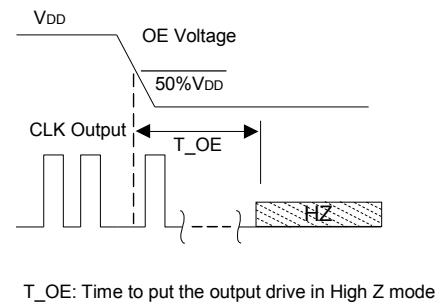 VDD
OE Voltage
50%VDD
CLK Output
T_OE
HZ
T_OE: Time to put the output drive in High Z mode